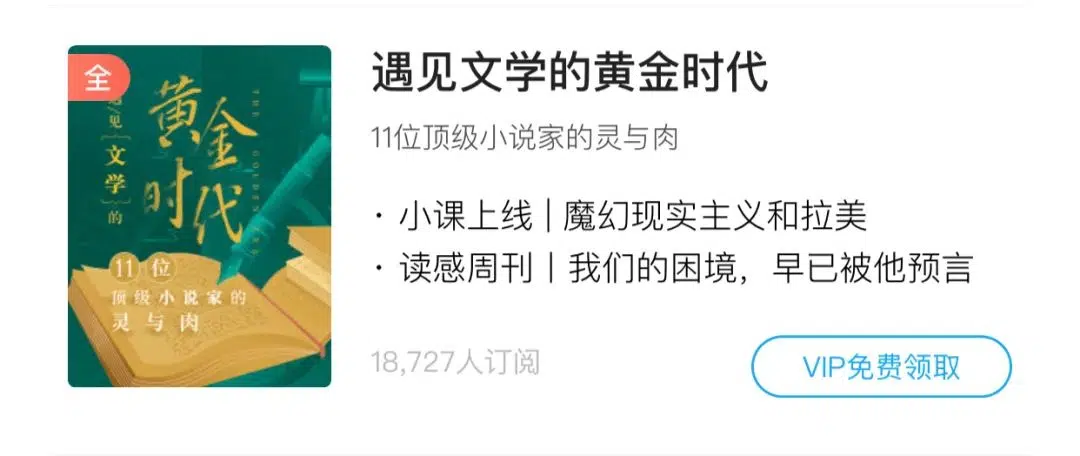 全
遇/见
文学
的
黄金
时代
THE GOLDEN AGE
11位
顶级小说家的
灵与肉
遇见文学的黄金时代
11位顶级小说家的灵与肉
· 小课上线 | 魔幻现实主义和拉美
· 读感周刊丨我们的困境，早已被他预言
18,727人订阅
VIP免费领取